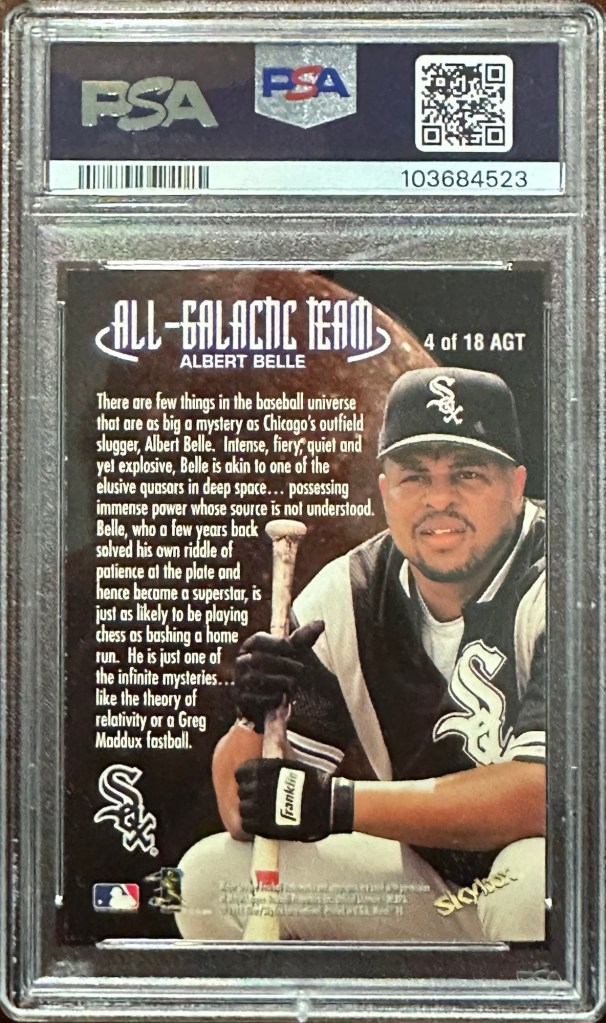 PSA
PSA
103684523
ALL-GALACTIC TEAM
ALBERT BELLE
4 of 18 AGT
There are few things in the baseball universe
that are as big a mystery as Chicago's outfield
slugger, Albert Belle. Intense, fiery, quiet and
yet explosive, Belle is akin to one of the
elusive quasars in deep space... possessing
immense power whose source is not understood.
Belle, who a few years back
solved his own riddle of
patience at the plate and
hence became a superstar, is
just as likely to be playing
chess as bashing a home
run. He is just one of
the infinite mysteries...
like the theory of
relativity or a Greg
Maddux fastball.
Sox
Sox
Sox
Franklin
Skybox